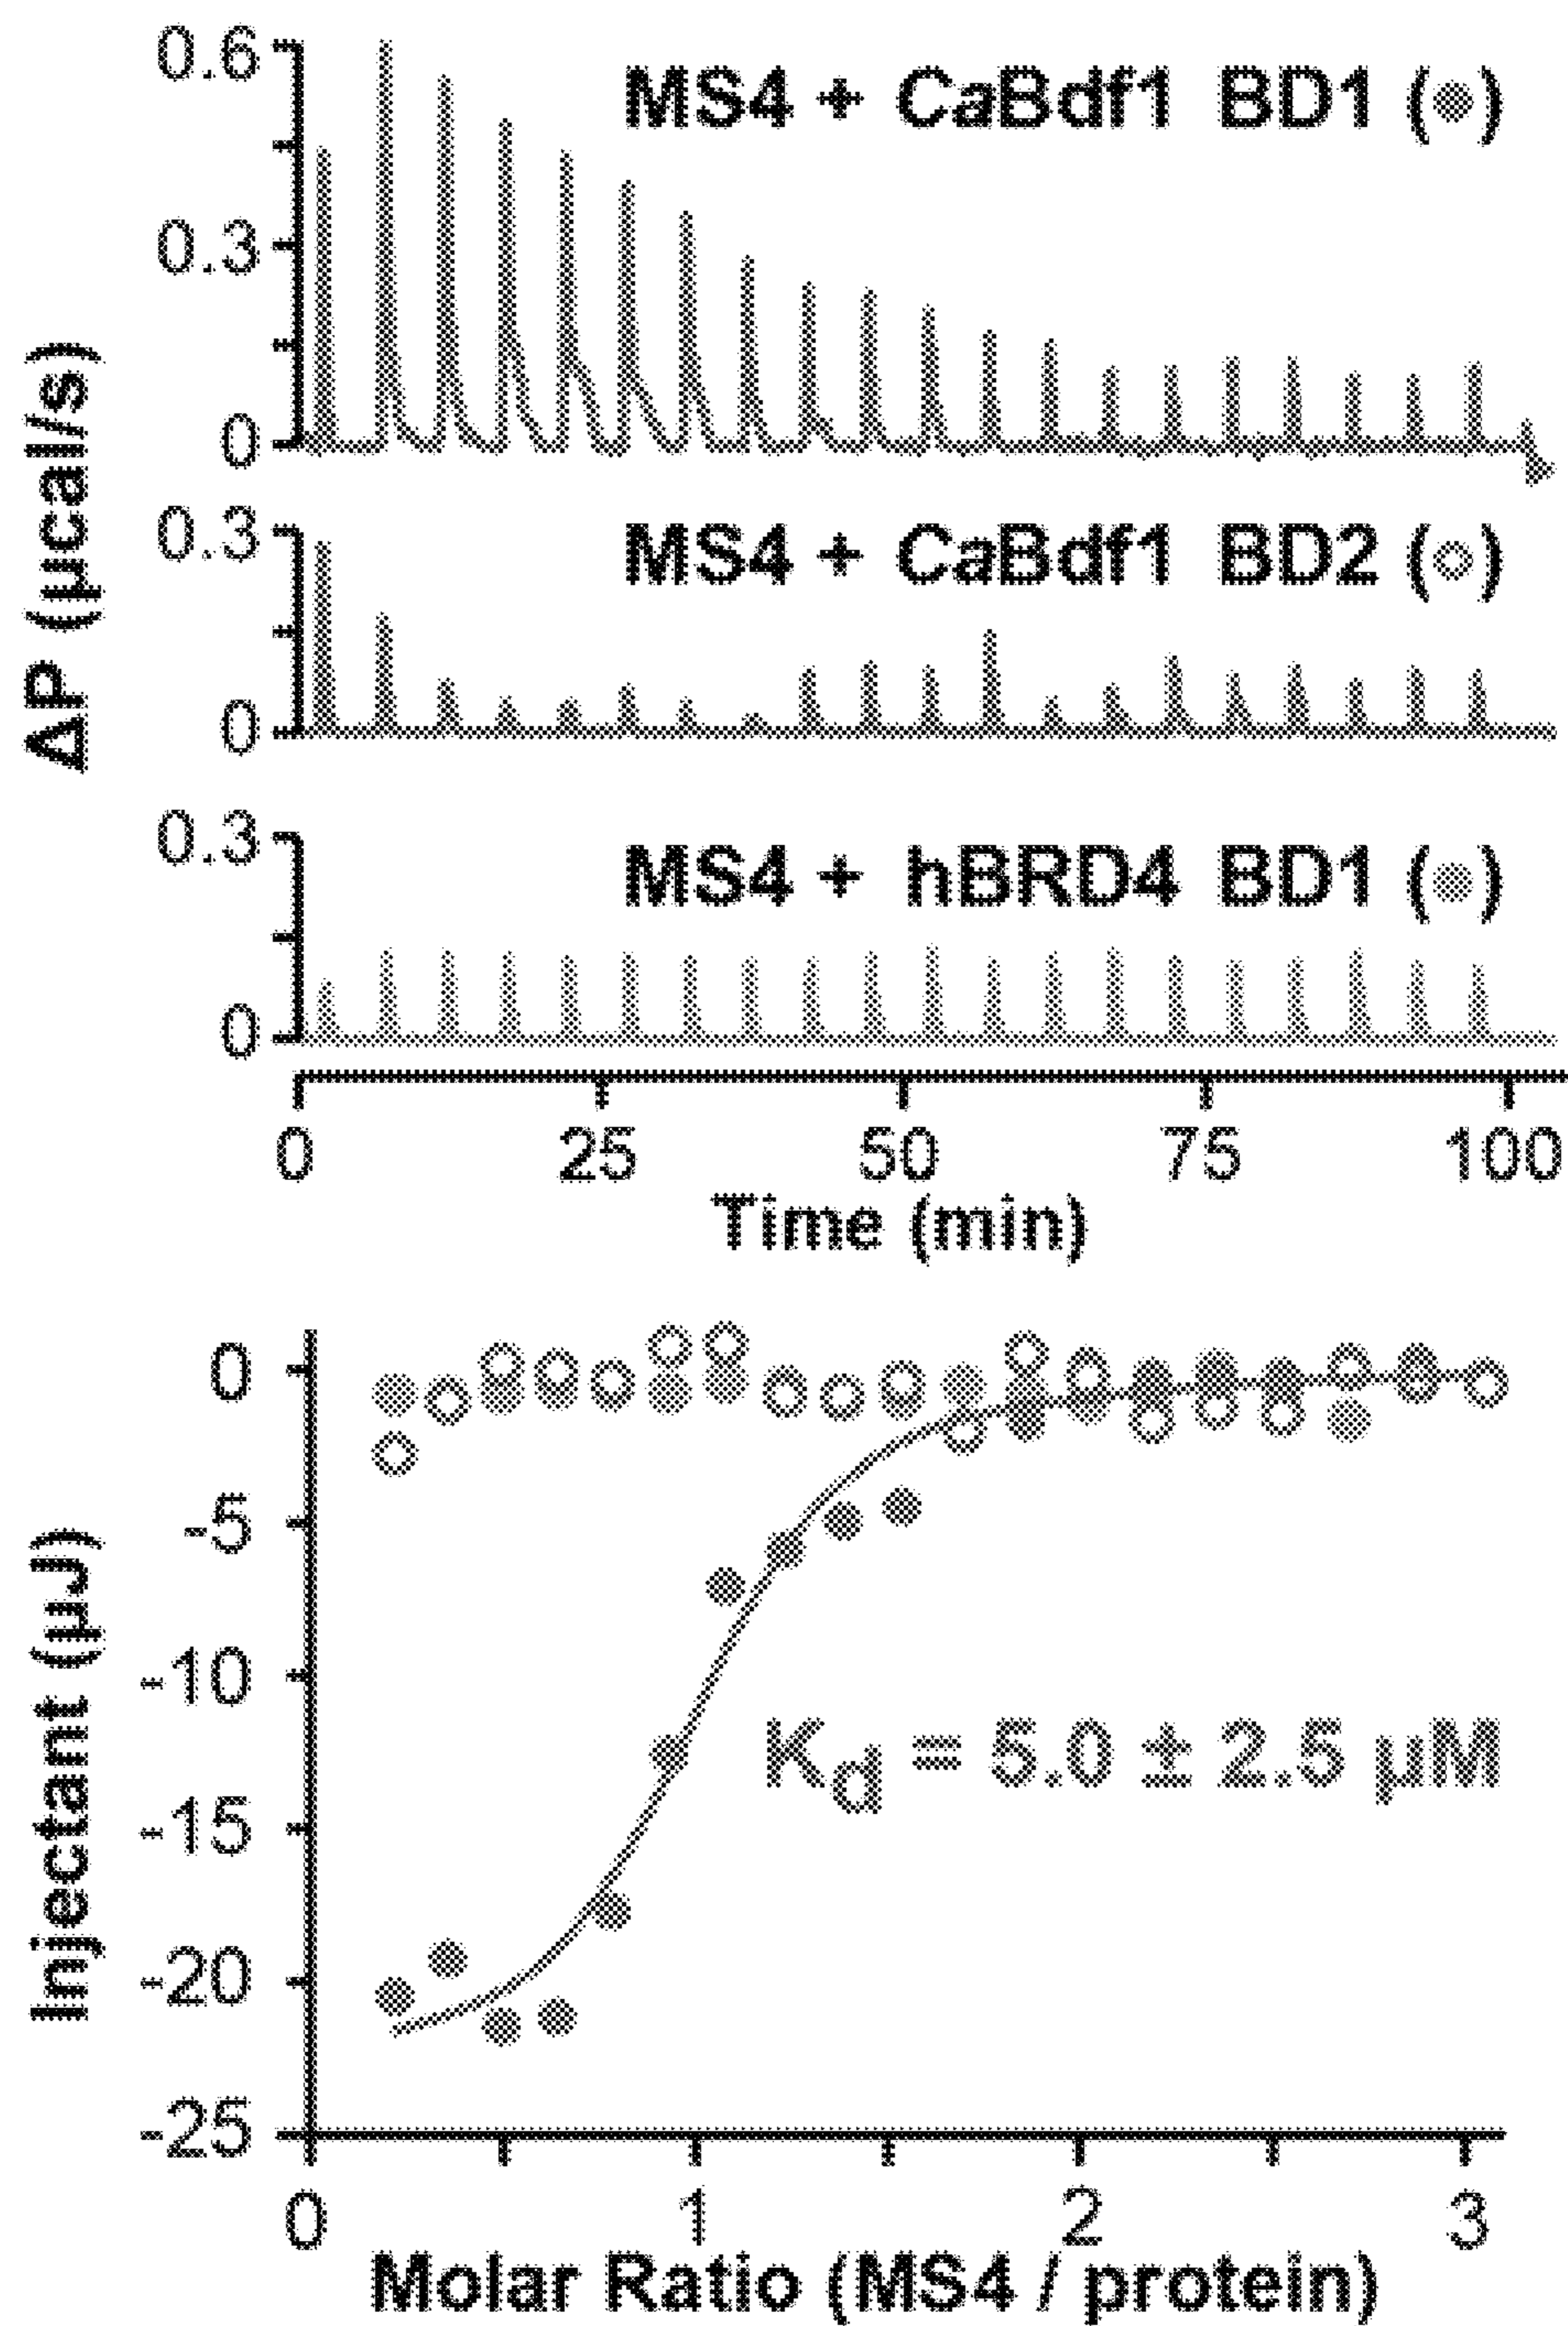 ΔP (μcal/s)
0.6
0.3
0
MS4 + CaBdf1 BD1 (●)
0.3
0
MS4 + CaBdf1 BD2 (○)
0.3
0
MS4 + hBRD4 BD1 (●)
0 25 50 75 100
Time (min)
Injectant (μJ)
0
-5
-10
-15
-20
-25
Kd = 5.0 ± 2.5 μM
0 1 2 3
Molar Ratio (MS4 / protein)